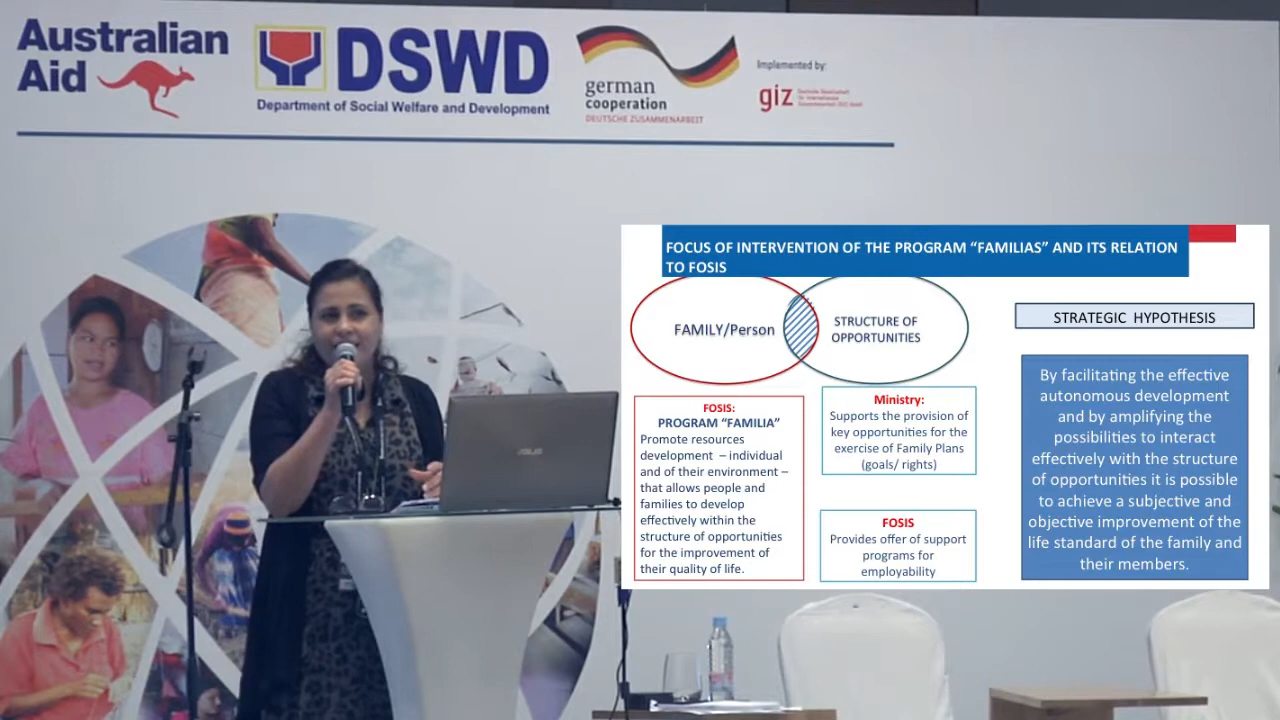 Australian
Aid
DSWD
Department of Social Welfare and Development
german
cooperation
DEUTSCHE ZUSAMMENARBEIT
Implemented by:
giz
FOCUS OF INTERVENTION OF THE PROGRAM “FAMILIAS” AND ITS RELATION
TO FOSIS
FAMILY/Person
STRUCTURE OF
OPPORTUNITIES
STRATEGIC HYPOTHESIS
FOSIS:
PROGRAM “FAMILIA”
Promote resources
development – individual
and of their environment –
that allows people and
families to develop
effectively within the
structure of opportunities
for the improvement of
their quality of life.
Ministry:
Supports the provision of
key opportunities for the
exercise of Family Plans
(goals/ rights)
FOSIS
Provides offer of support
programs for
employability
By facilitating the effective
autonomous development
and by amplifying the
possibilities to interact
effectively with the structure
of opportunities it is possible
to achieve a subjective and
objective improvement of the
life standard of the family and
their members.
ASUS